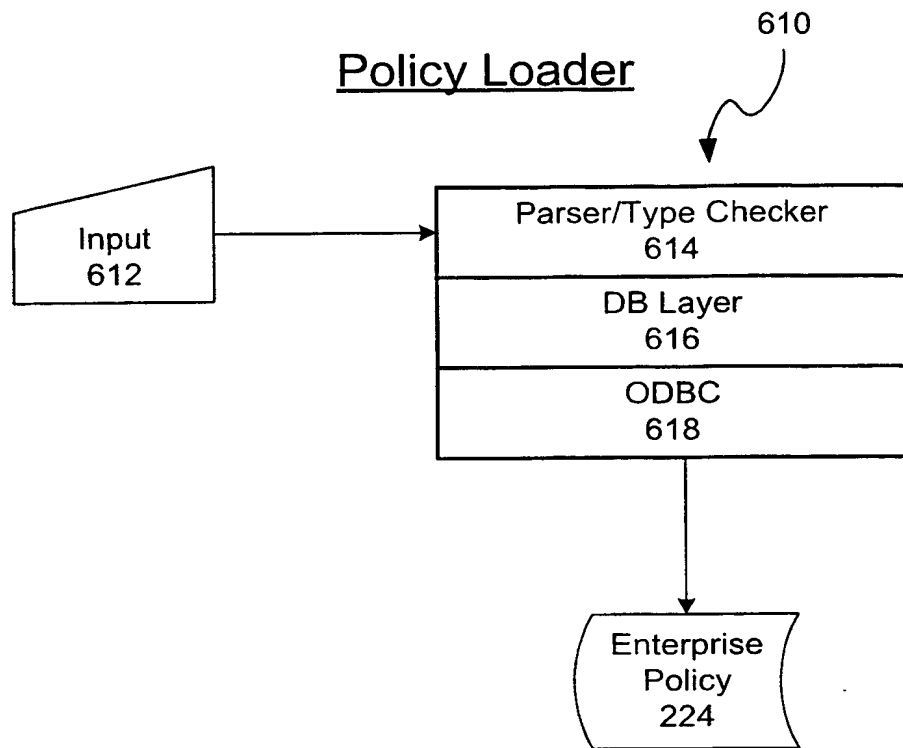 610
Policy Loader
Input
612
Parser/Type Checker
614
DB Layer
616
ODBC
618
Enterprise
Policy
224